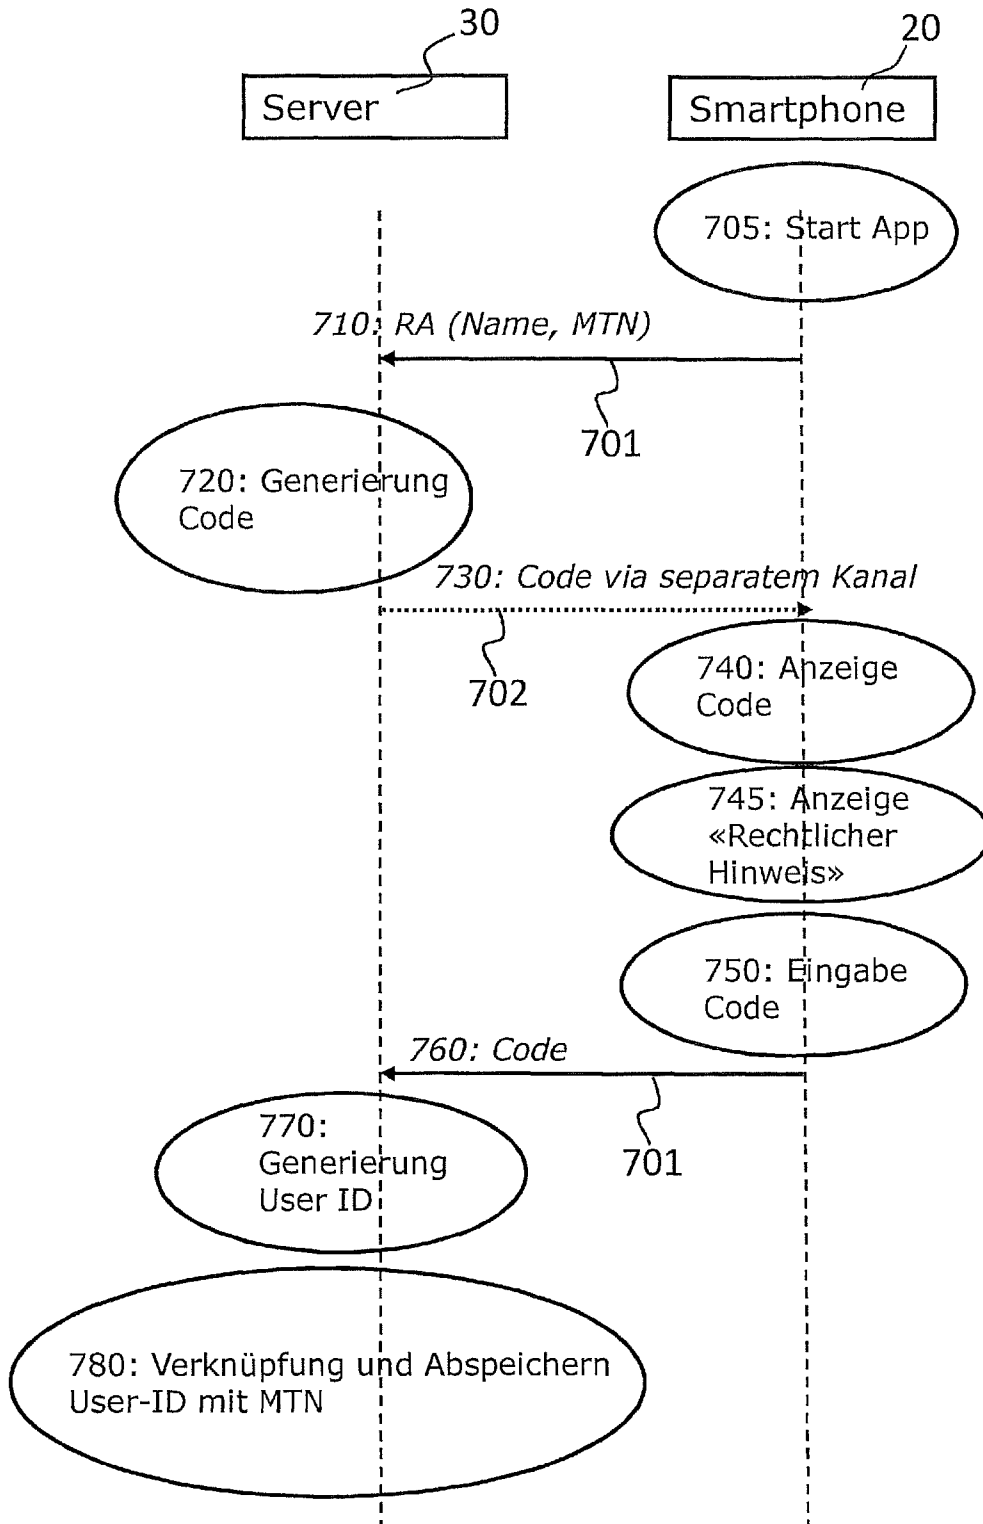 30
20
Server
Smartphone
705: Start App
710: RA (Name, MTN)
701
720: Generierung
Code
730: Code via separatem Kanal
702
740: Anzeige
Code
745: Anzeige
«Rechtlicher
Hinweis»
750: Eingabe
Code
760: Code
701
770:
Generierung
User ID
780: Verknüpfung und Abspeichern
User-ID mit MTN